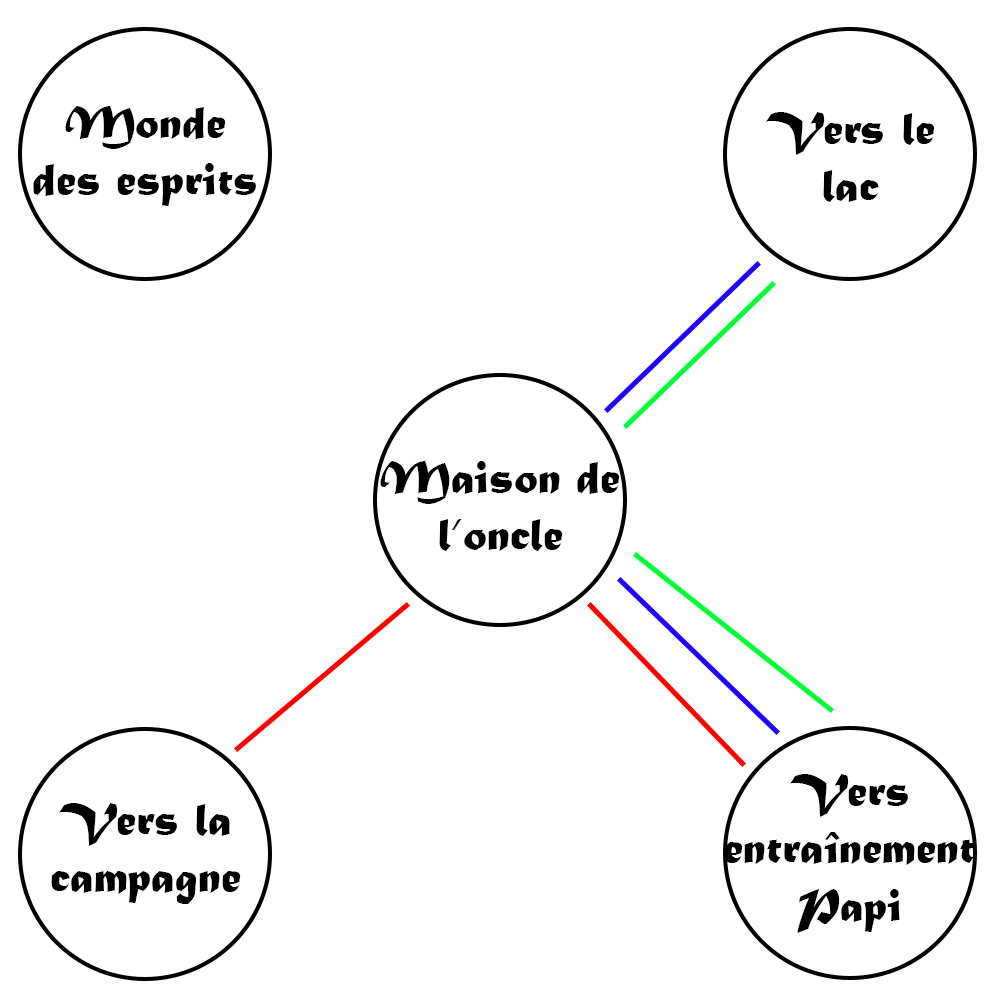 Monde
des esprits
Vers le
lac
Maison de
l'oncle
Vers la
campagne
Vers
entraînement
Papi